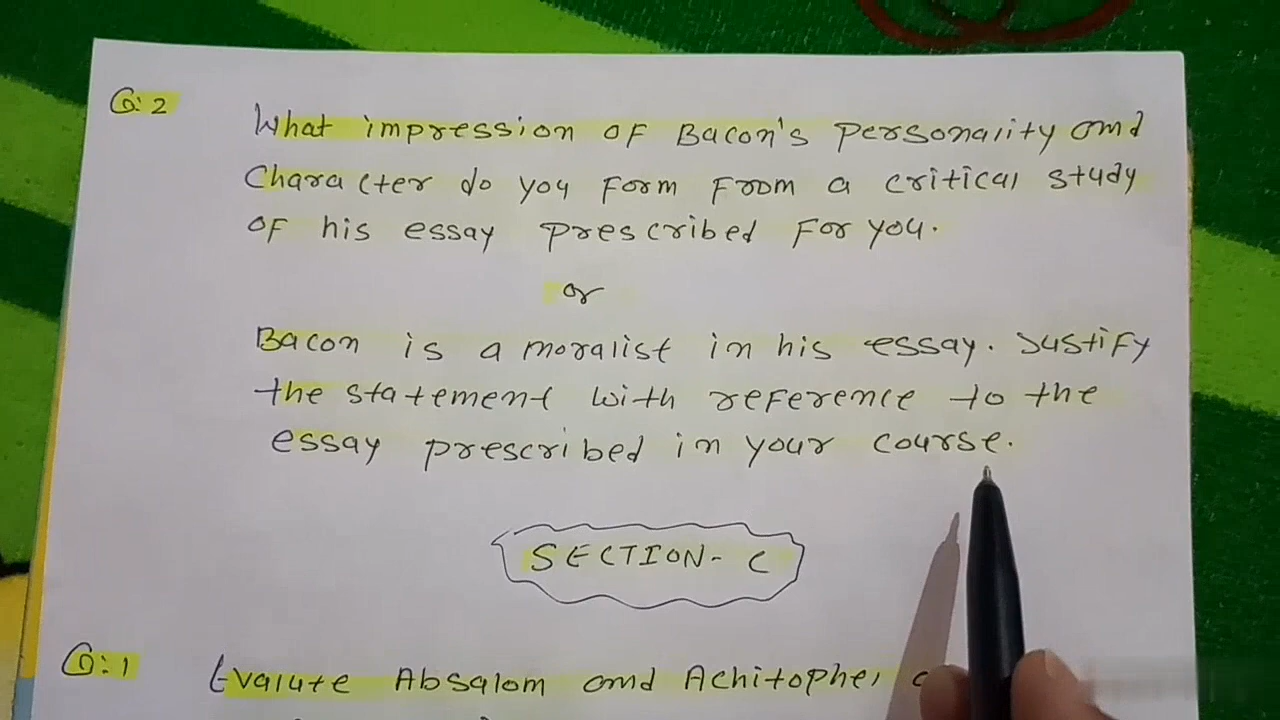 Q:2
What impression of Bacon's personality and
Character do you form from a critical study
of his essay prescribed for you.
or
Bacon is a moralist in his essay. Justify
the statement with reference to the
essay prescribed in your course.
SECTION- C
Q:1
Evalute Absalom and Achitophel